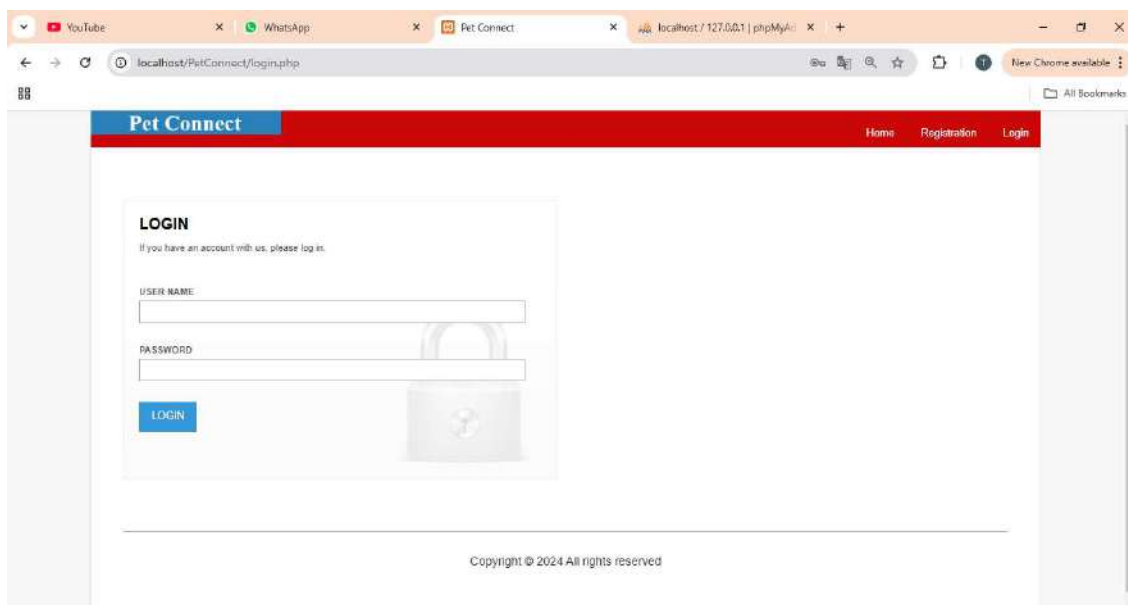 YouTube
WhatsApp
Pet Connect
localhost / 127.0.0.1 | phpMyAd
localhost/PetConnect/login.php
New Chrome available
All Bookmarks
Pet Connect
Home
Registration
Login
LOGIN
If you have an account with us, please log in.
USER NAME
PASSWORD
LOGIN
Copyright © 2024 All rights reserved